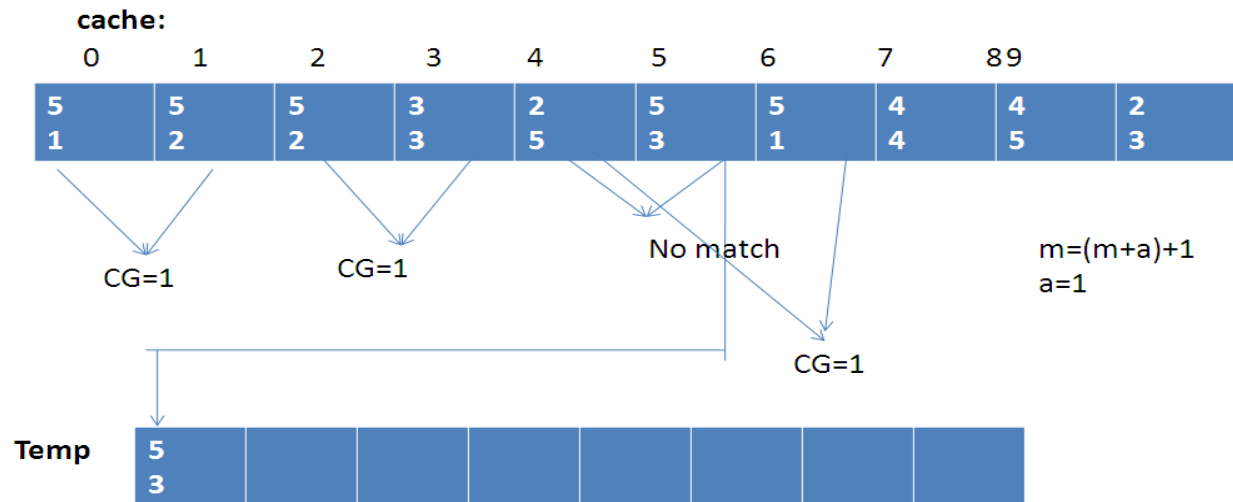 cache:
0 1 2 3 4 5 6 7 89
5 5 5 3 2 5 5 4 4 2
1 2 2 3 5 3 1 4 5 3
No match
m=(m+a)+1
CG=1
CG=1
a=1
CG=1
Temp
5
3